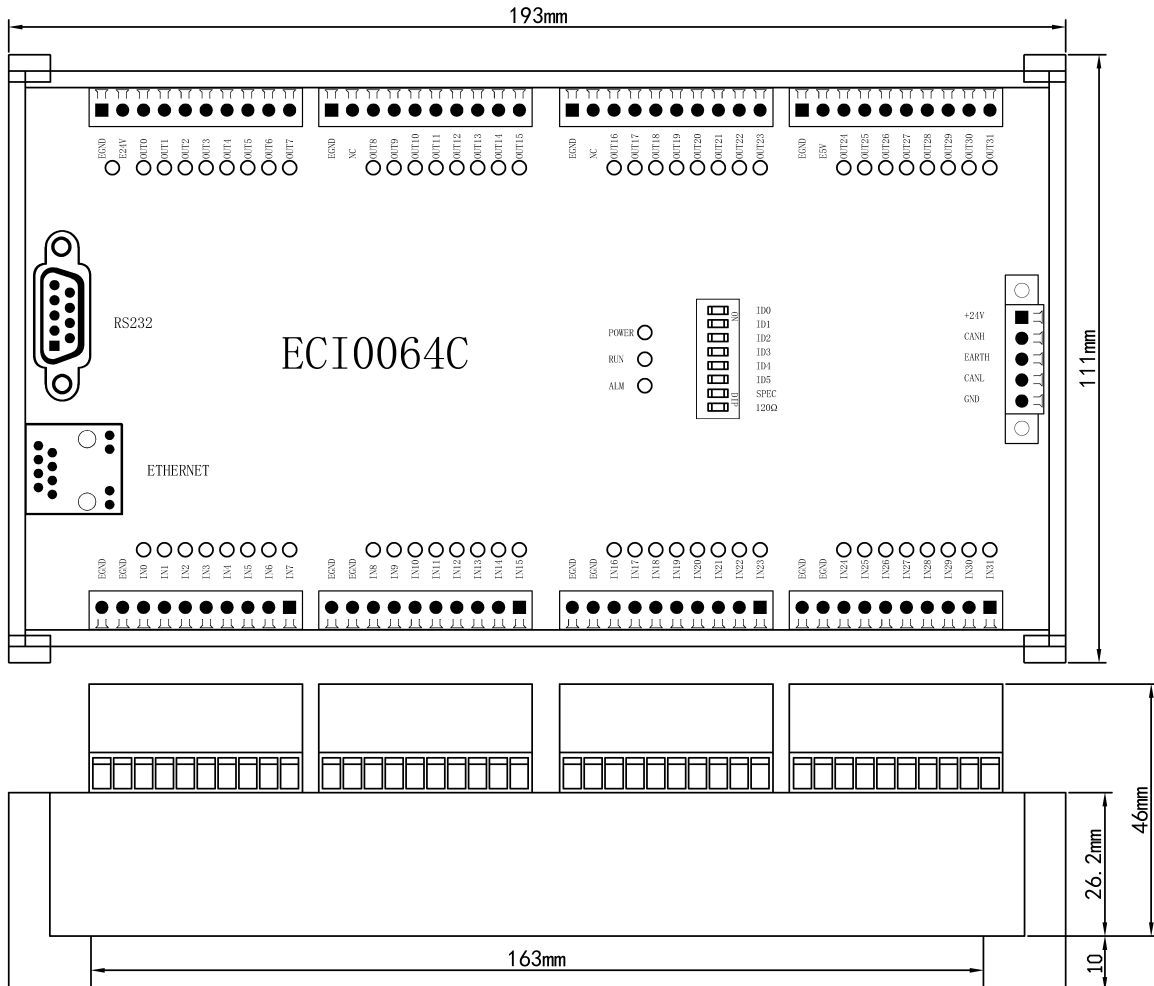 193mm
EGND E24V OUT0 OUT1 OUT2 OUT3 OUT4 OUT5 OUT6 OUT7
EGND NC OUT8 OUT9 OUT10 OUT11 OUT12 OUT13 OUT14 OUT15
EGND NC OUT16 OUT17 OUT18 OUT19 OUT20 OUT21 OUT22 OUT23
EGND E5V OUT24 OUT25 OUT26 OUT27 OUT28 OUT29 OUT30 OUT31
RS232
ECI0064C
POWER
RUN
ALM
ON
DIP
ID0
ID1
ID2
ID3
ID4
ID5
SPEC
120Ω
+24V
CANH
EARTH
CANL
GND
111mm
ETHERNET
EGND EGND IN0 IN1 IN2 IN3 IN4 IN5 IN6 IN7
EGND EGND IN8 IN9 IN10 IN11 IN12 IN13 IN14 IN15
EGND EGND IN16 IN17 IN18 IN19 IN20 IN21 IN22 IN23
EGND EGND IN24 IN25 IN26 IN27 IN28 IN29 IN30 IN31
46mm
26.2mm
163mm
10